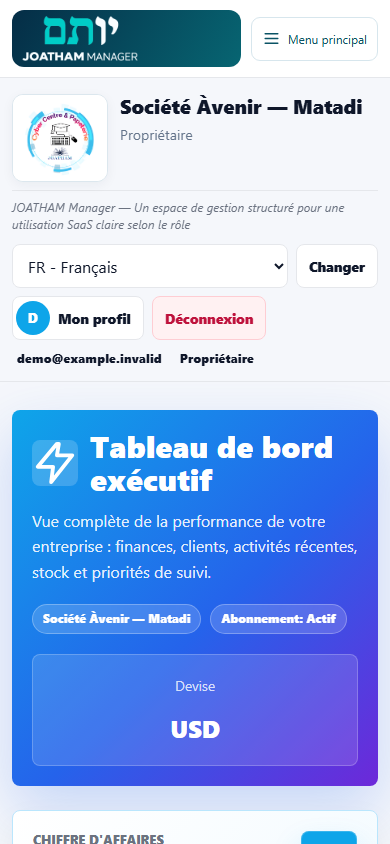 יותם
JOATHAM MANAGER
Menu principal
Société Àvenir — Matadi
Propriétaire
JOATHAM Manager — Un espace de gestion structuré pour une
utilisation SaaS claire selon le rôle
FR - Français
Changer
D
Mon profil
Déconnexion
demo@example.invalid
Propriétaire
Tableau de bord
exécutif
Vue complète de la performance de votre
entreprise : finances, clients, activités récentes,
stock et priorités de suivi.
Société Àvenir — Matadi
Abonnement: Actif
Devise
USD
CHIFFRE D'AFFAIRES